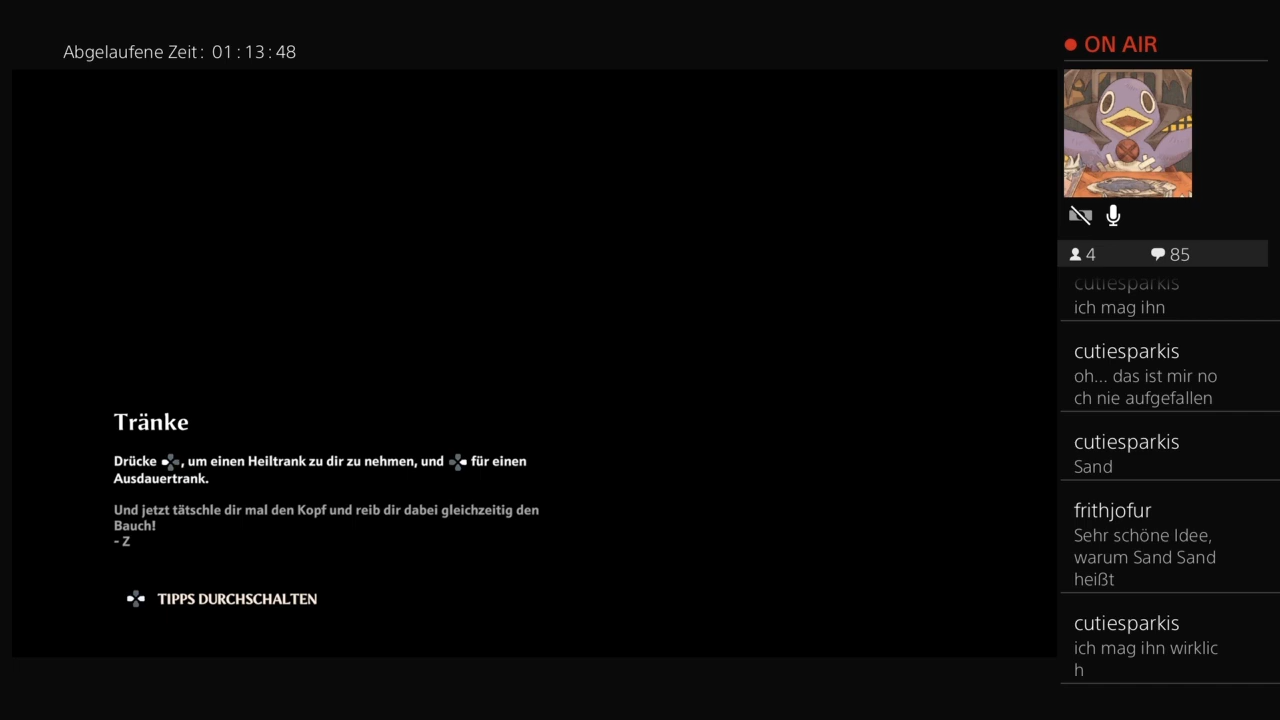 Abgelaufene Zeit: 01:13:48
ON AIR
4 85
cutiesparkis
ich mag ihn
cutiesparkis
oh... das ist mir no
ch nie aufgefallen
cutiesparkis
Sand
frithjofur
Sehr schöne Idee,
warum Sand Sand
heißt
cutiesparkis
ich mag ihn wirklic
h
Tränke
Drücke , um einen Heiltrank zu dir zu nehmen, und für einen
Ausdauertrank.
Und jetzt tätschle dir mal den Kopf und reib dir dabei gleichzeitig den
Bauch!
- Z
TIPPS DURCHSCHALTEN